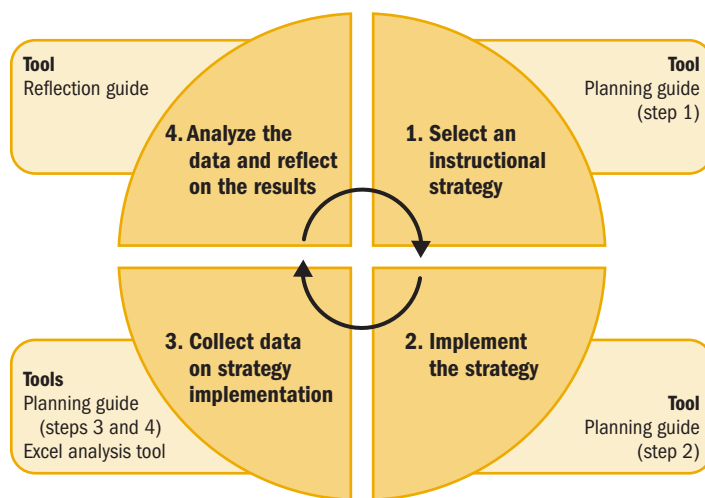 Tool
Reflection guide
4. Analyze the
data and reflect
on the results
1. Select an
instructional
strategy
Tool
Planning guide
(step 1)
3. Collect data
on strategy
implementation
Tools
Planning guide
(steps 3 and 4)
Excel analysis tool
2. Implement
the strategy
Tool
Planning guide
(step 2)